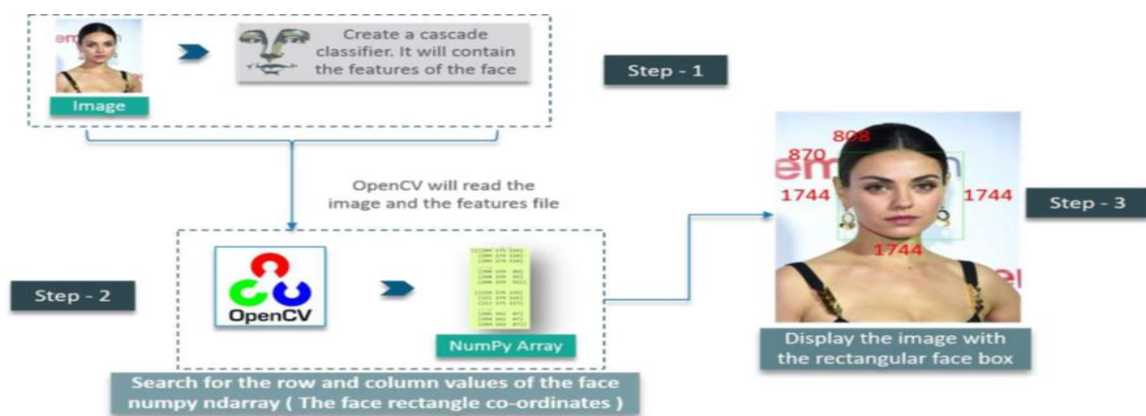 Create a cascade
classifier. It will contain
the features of the face
Image
Step - 1
OpenCV will read the
image and the features file
Step - 2
OpenCV
NumPy Array
Search for the row and column values of the face
numpy ndarray ( The face rectangle co-ordinates )
808
870
1744
1744
1744
Step - 3
Display the image with
the rectangular face box